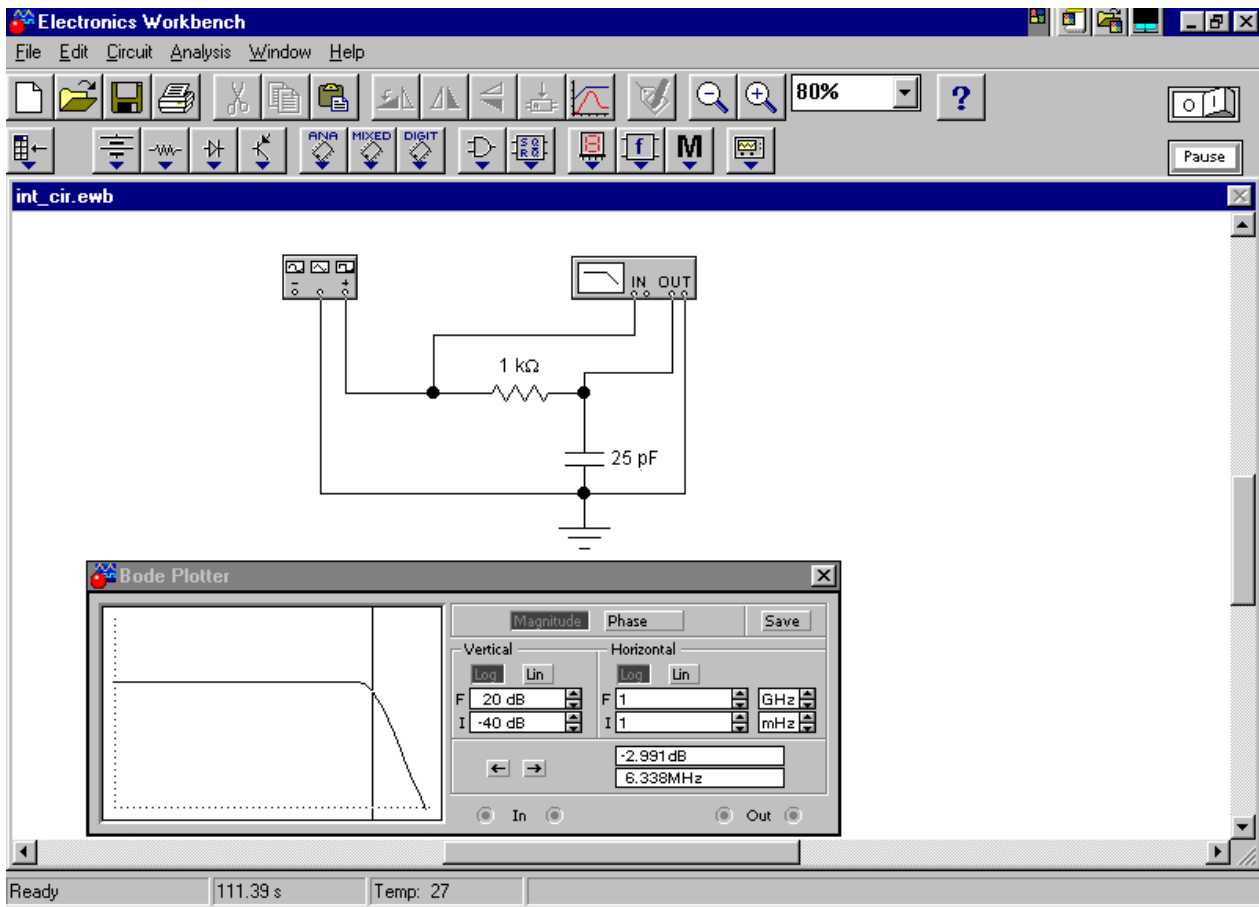 Electronics Workbench
File Edit Circuit Analysis Window Help
80% ?
ANA MIXED DIGIT
M
Pause
int_cir.ewb
IN OUT
1 kΩ
25 pF
Bode Plotter
Magnitude Phase Save
Vertical Horizontal
Log Lin Log Lin
F 20 dB F 1 GHz
I -40 dB I 1 mHz
-2.991dB
6.338MHz
In Out
Ready 111.39 s Temp: 27